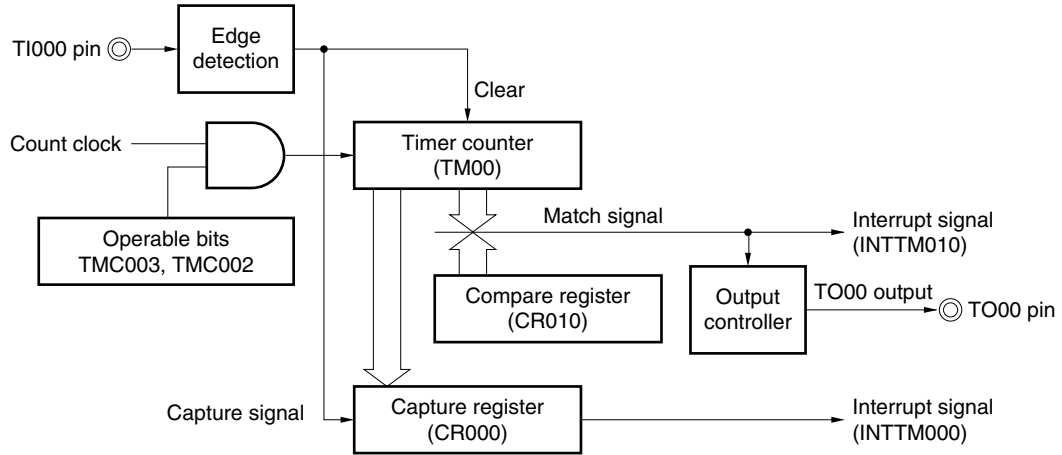 TI000 pin
Edge
detection
Clear
Count clock
Timer counter
(TM00)
Operable bits
TMC003, TMC002
Match signal
Interrupt signal
(INTTM010)
Compare register
(CR010)
Output
controller
TO00 output
TO00 pin
Capture signal
Capture register
(CR000)
Interrupt signal
(INTTM000)